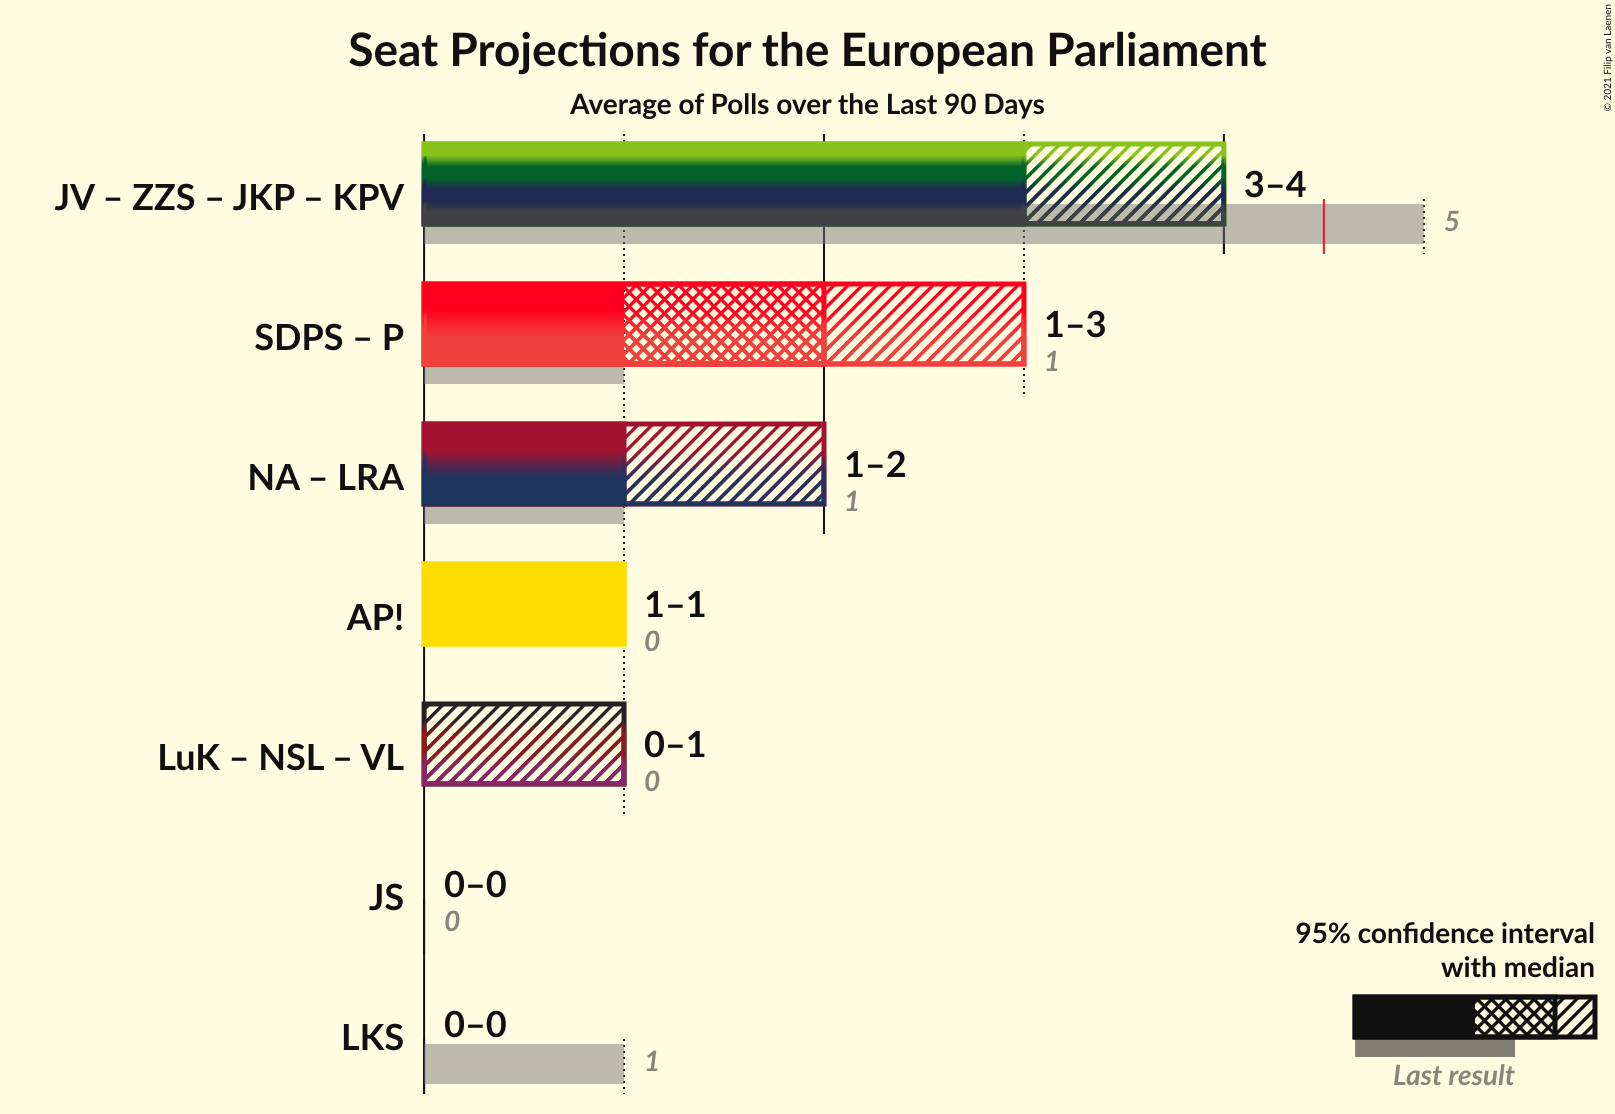 Seat Projections for the European Parliament
Average of Polls over the Last 90 Days
© 2021 Filip van Laenen
JV – ZZS – JKP – KPV
3–4
5
SDPS – P
1–3
1
NA – LRA
1–2
1
AP!
1–1
0
LuK – NSL – VL
0–1
0
JS
0–0
0
LKS
0–0
1
95% confidence interval
with median
Last result